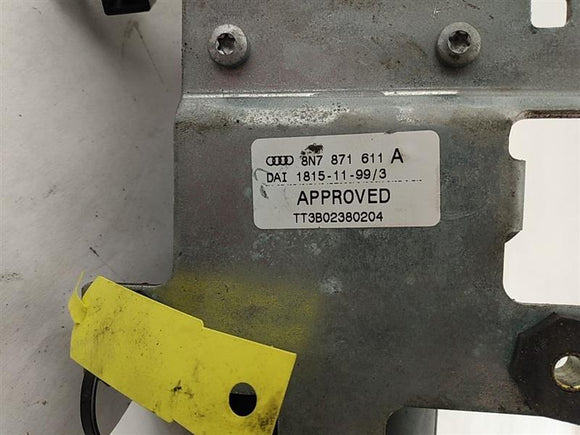 8N7 871 611 A
DAI 1815-11-99/3
APPROVED
TT3B02380204